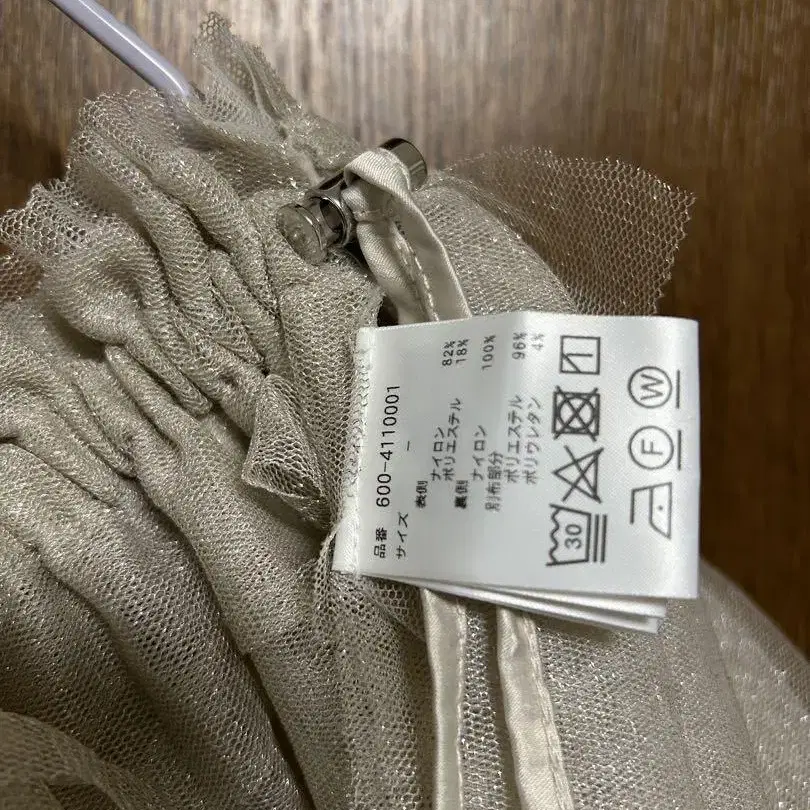 品番 600-4110001
サイズ -
表側 ナイロン 82%
ポリエステル 18%
裏側 ナイロン 100%
別布部分
ポリエステル 96%
ポリウレタン 4%
30
F W